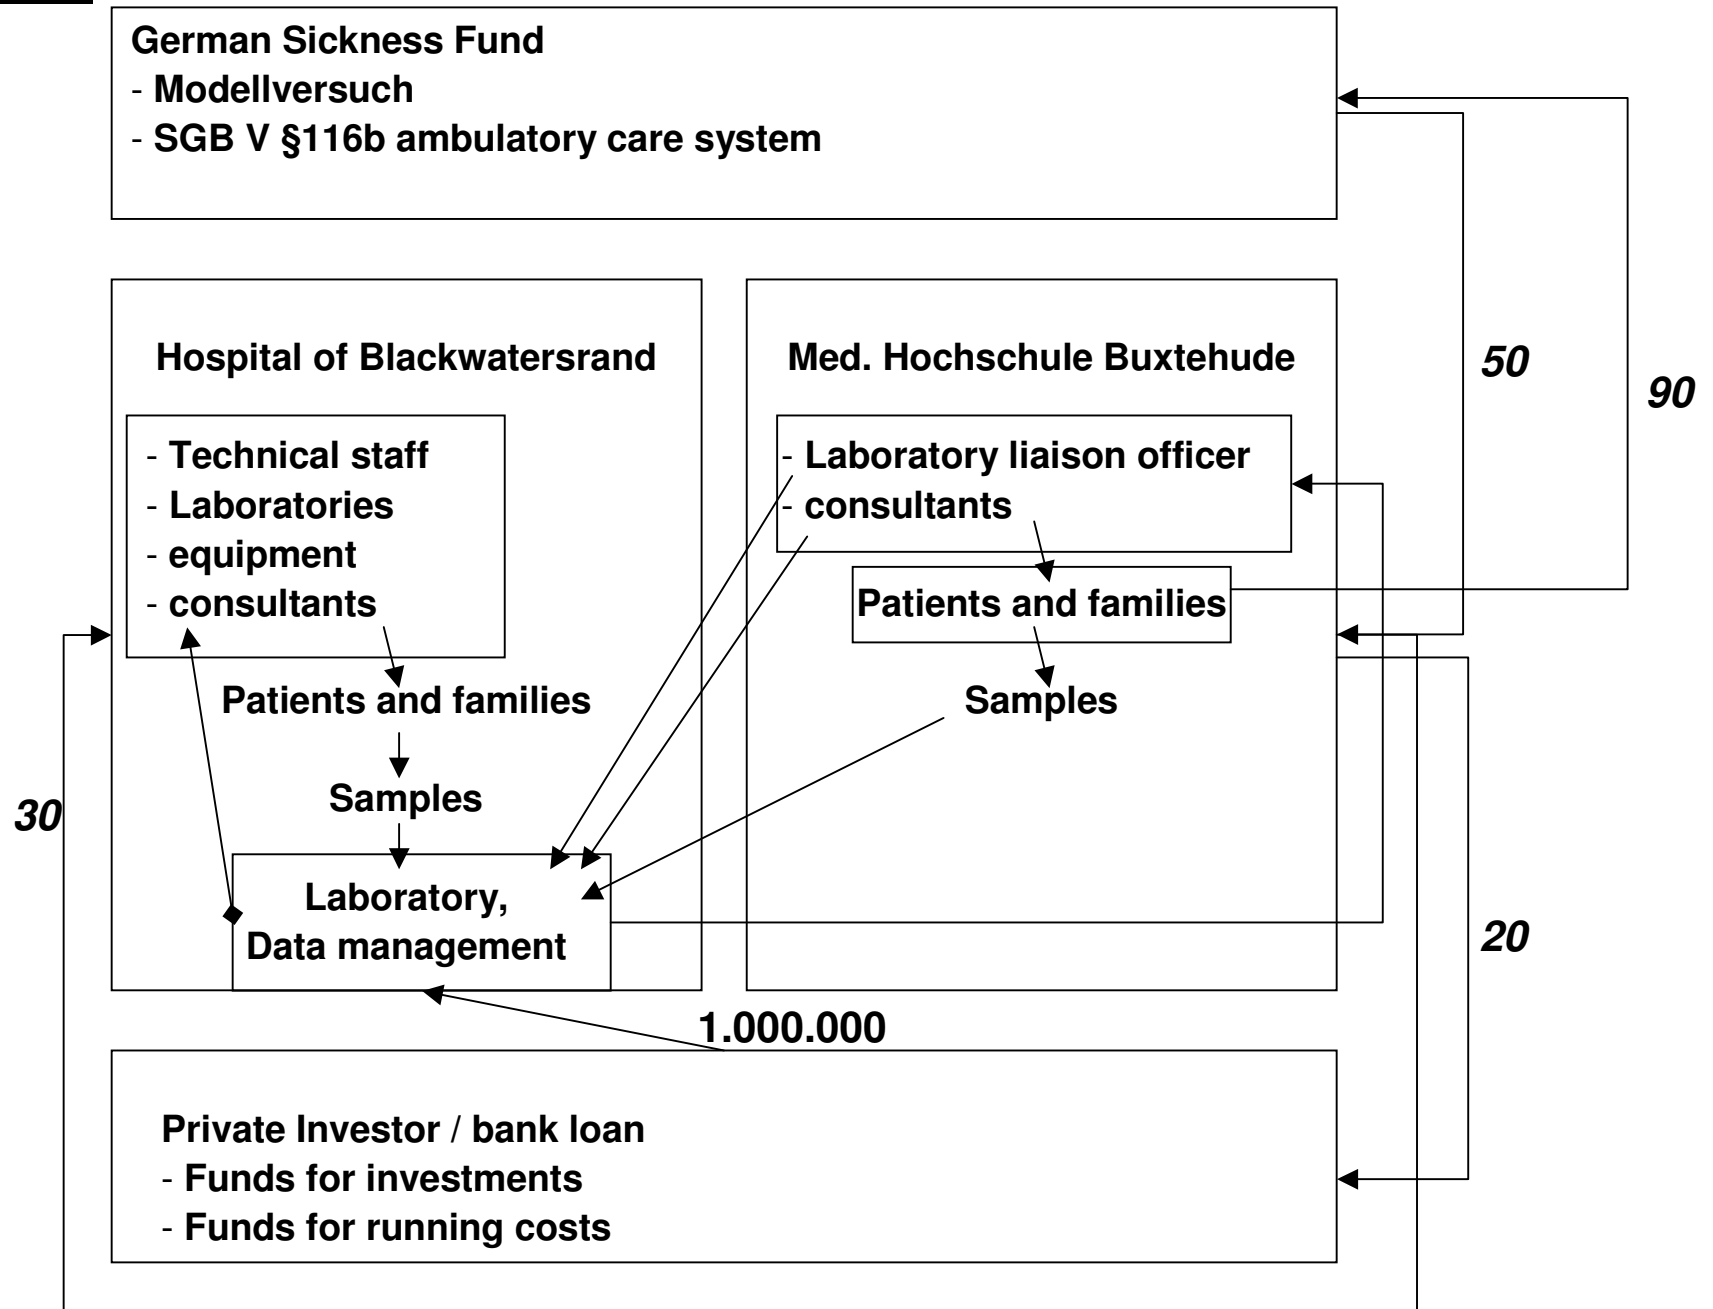 German Sickness Fund
- Modellversuch
- SGB V §116b ambulatory care system
Hospital of Blackwatersrand
- Technical staff
- Laboratories
- equipment
- consultants
Patients and families
Samples
Laboratory,
Data management
Med. Hochschule Buxtehude
- Laboratory liaison officer
- consultants
Patients and families
Samples
50
90
30
20
1.000.000
Private Investor / bank loan
- Funds for investments
- Funds for running costs